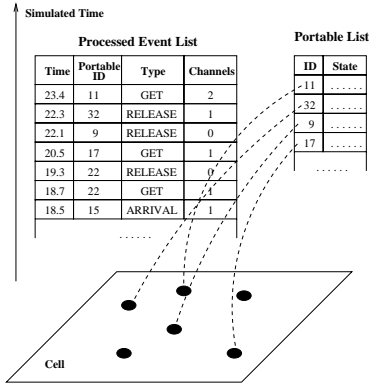 Simulated Time
Processed Event List
Time Portable ID Type Channels
23.4 11 GET 2
22.3 32 RELEASE 1
22.1 9 RELEASE 0
20.5 17 GET 1
19.3 22 RELEASE 0
18.7 22 GET 1
18.5 15 ARRIVAL 1
. . . . . .
Portable List
ID State
11 . . . . . .
32 . . . . . .
9 . . . . . .
17 . . . . . .
. . . . . .
Cell